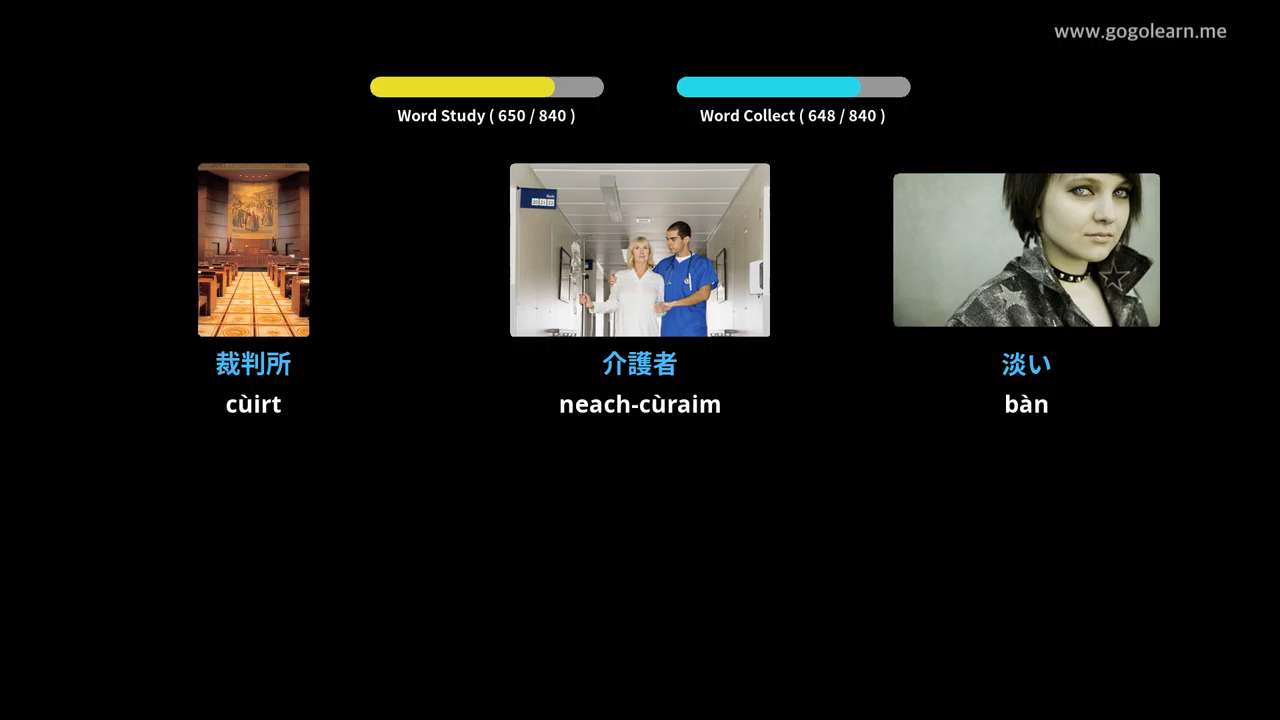 www.gogolearn.me
Word Study ( 650 / 840 )
Word Collect ( 648 / 840 )
裁判所
介護者
淡い
cùirt
neach-cùraim
bàn